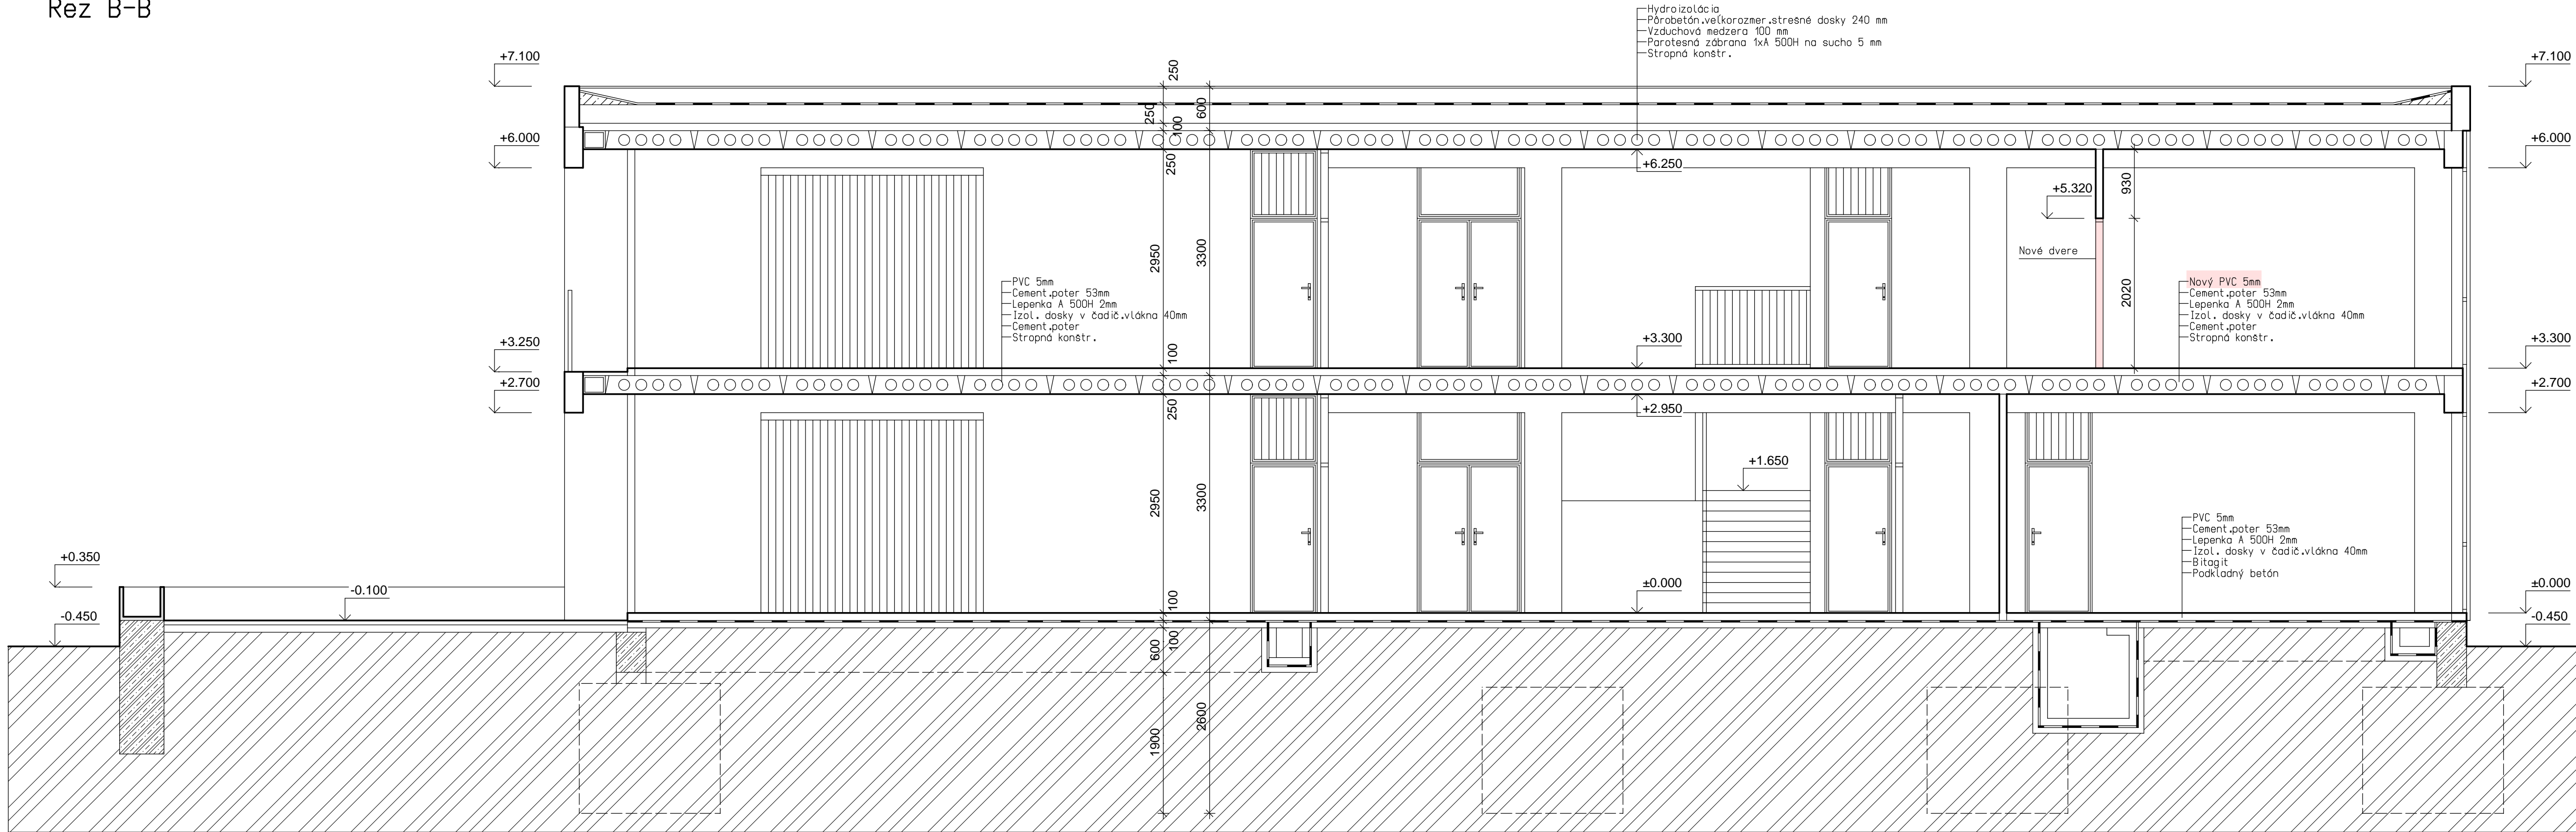 Rez B-B
Hydroizolácia
Pórobetón.veľkorozmer.strešné dosky 240 mm
Vzduchová medzera 100 mm
Parotesná zábrana 1xA 500H na sucho 5 mm
Stropná konštr.
+7.100
+7.100
250
250
600
100
+6.000
+6.000
250
+6.250
+5.320
930
2950
3300
Nové dvere
2020
PVC 5mm
Cement.poter 53mm
Lepenka A 500H 2mm
Izol. dosky v čadič.vlákna 40mm
Cement.poter
Stropná konštr.
Nový PVC 5mm
Cement.poter 53mm
Lepenka A 500H 2mm
Izol. dosky v čadič.vlákna 40mm
Cement.poter
Stropná konštr.
+3.250
100
+3.300
+3.300
+2.700
+2.700
250
+2.950
+1.650
2950
3300
PVC 5mm
Cement.poter 53mm
Lepenka A 500H 2mm
Izol. dosky v čadič.vlákna 40mm
Bitagit
Podkladný betón
+0.350
-0.100
100
±0.000
±0.000
-0.450
-0.450
600
100
1900
2600